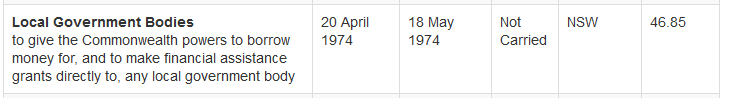 Local Government Bodies 20 April 18 May Not NSW 46.85
to give the Commonwealth powers to borrow 1974 1974 Carried
money for, and to make financial assistance
grants directly to, any local government body